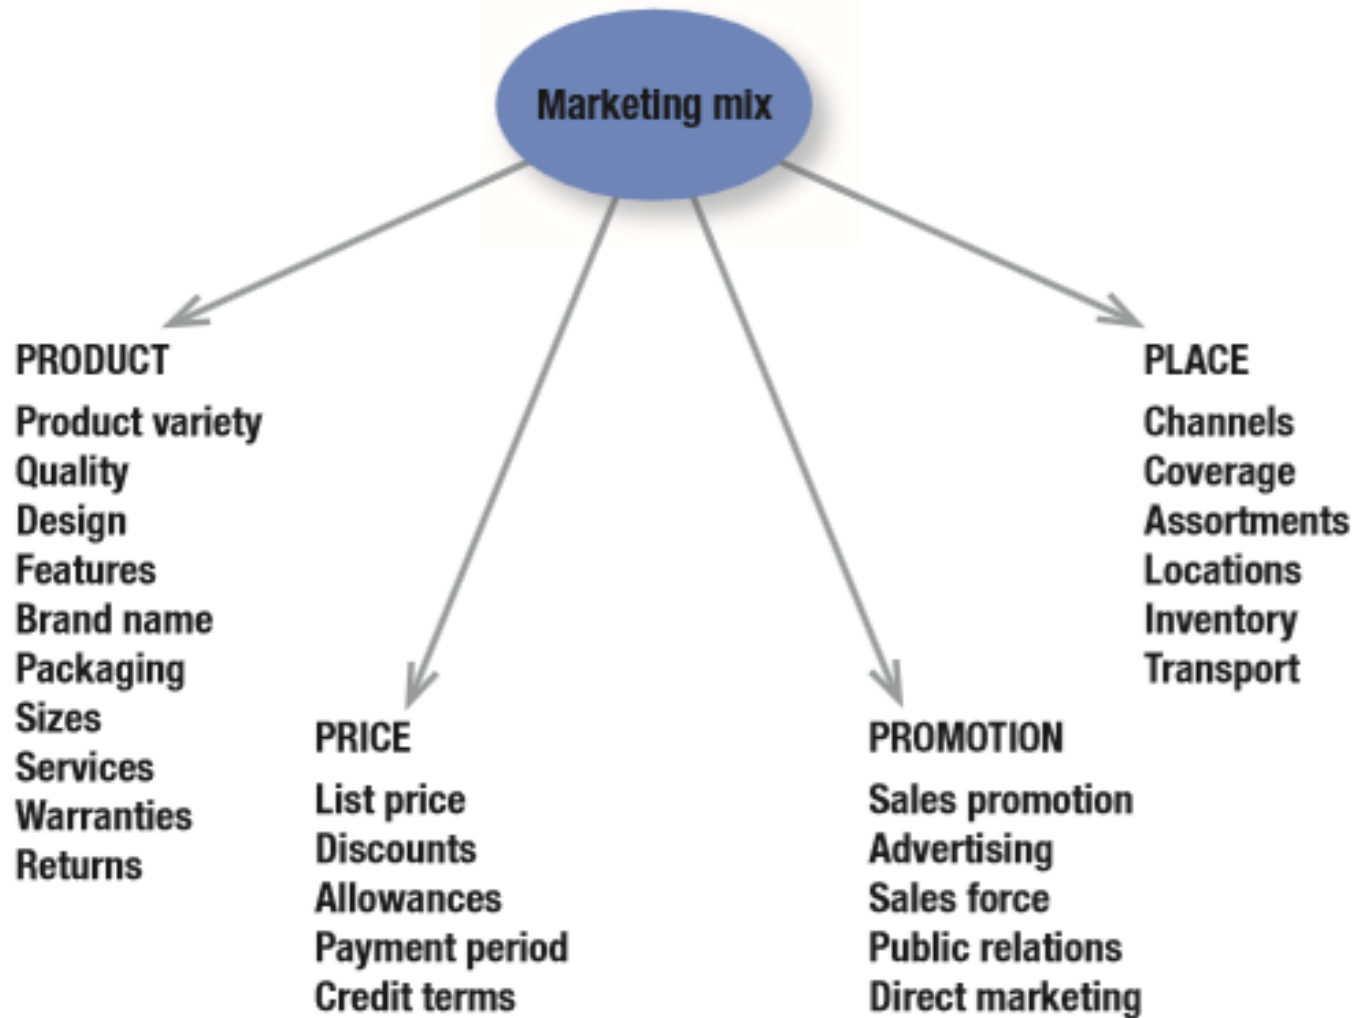 Marketing mix
PRODUCT
Product variety
Quality
Design
Features
Brand name
Packaging
Sizes
Services
Warranties
Returns
PRICE
List price
Discounts
Allowances
Payment period
Credit terms
PROMOTION
Sales promotion
Advertising
Sales force
Public relations
Direct marketing
PLACE
Channels
Coverage
Assortments
Locations
Inventory
Transport